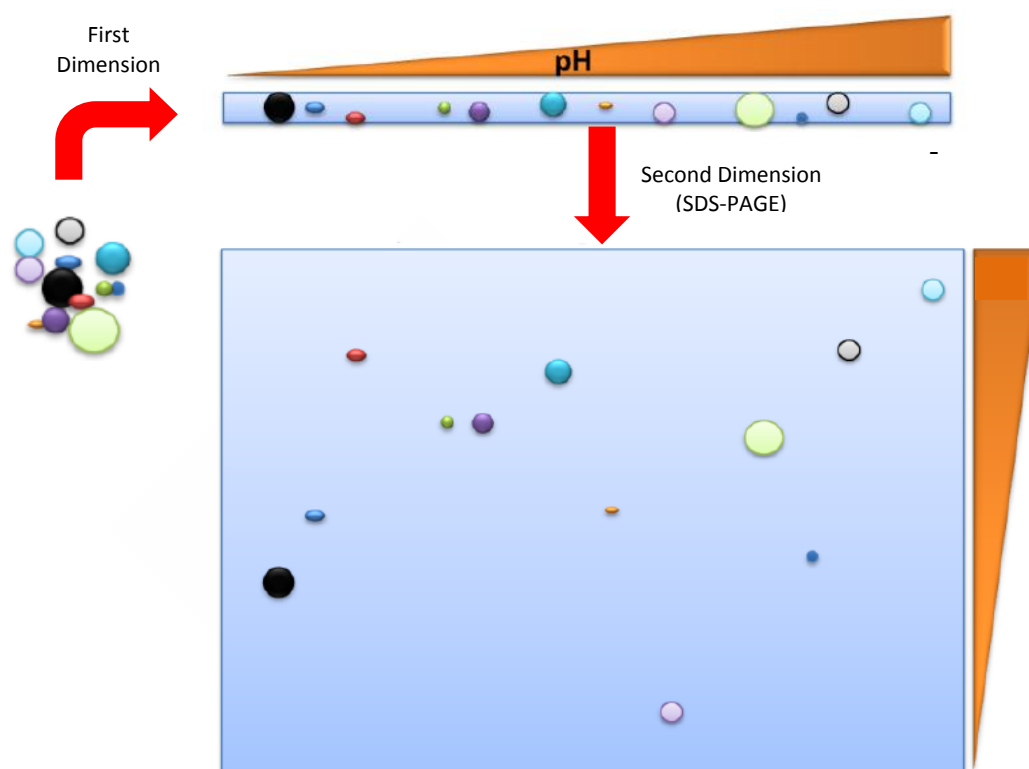 First
Dimension
pH
-
Second Dimension
(SDS-PAGE)